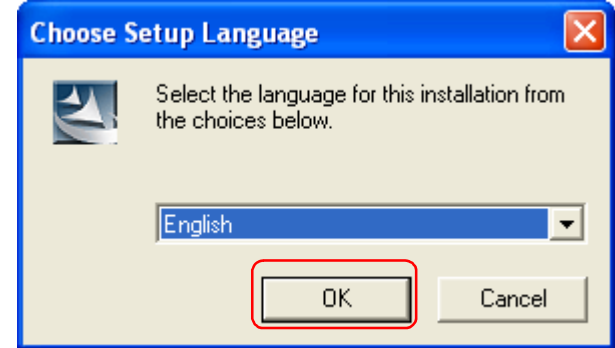 Choose Setup Language
Select the language for this installation from
the choices below.
English
OK
Cancel